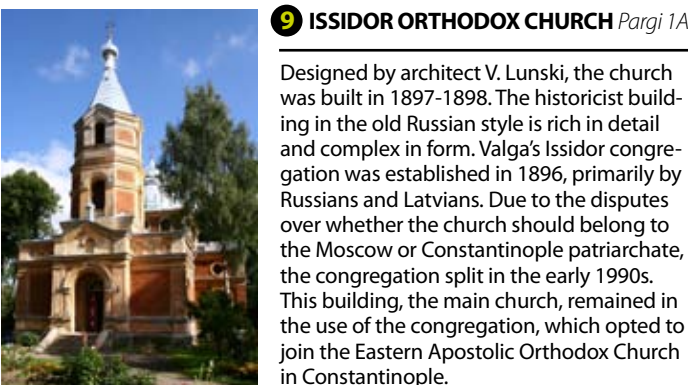 9 ISSIDOR ORTHODOX CHURCH Pargi 1A
Designed by architect V. Lunski, the church
was built in 1897-1898. The historicist build-
ing in the old Russian style is rich in detail
and complex in form. Valga's Issidor congre-
gation was established in 1896, primarily by
Russians and Latvians. Due to the disputes
over whether the church should belong to
the Moscow or Constantinople patriarchate,
the congregation split in the early 1990s.
This building, the main church, remained in
the use of the congregation, which opted to
join the Eastern Apostolic Orthodox Church
in Constantinople.